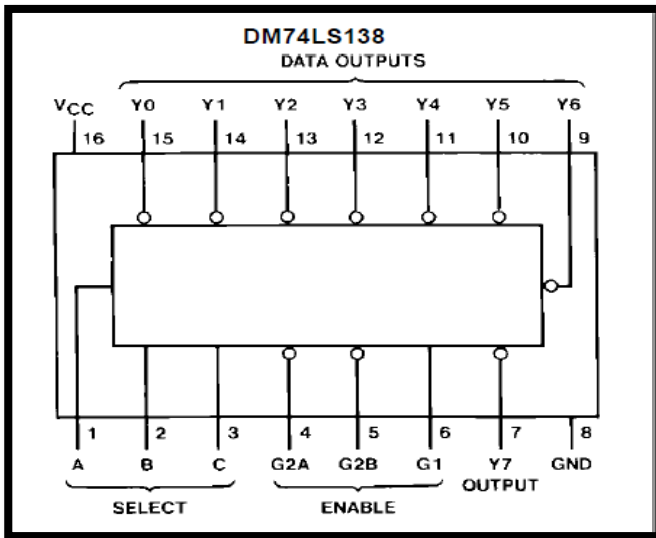 DM74LS138
DATA OUTPUTS
VCC Y0 Y1 Y2 Y3 Y4 Y5 Y6
16 15 14 13 12 11 10 9
1 2 3 4 5 6 7 8
A B C G2A G2B G1 Y7 GND
OUTPUT
SELECT ENABLE